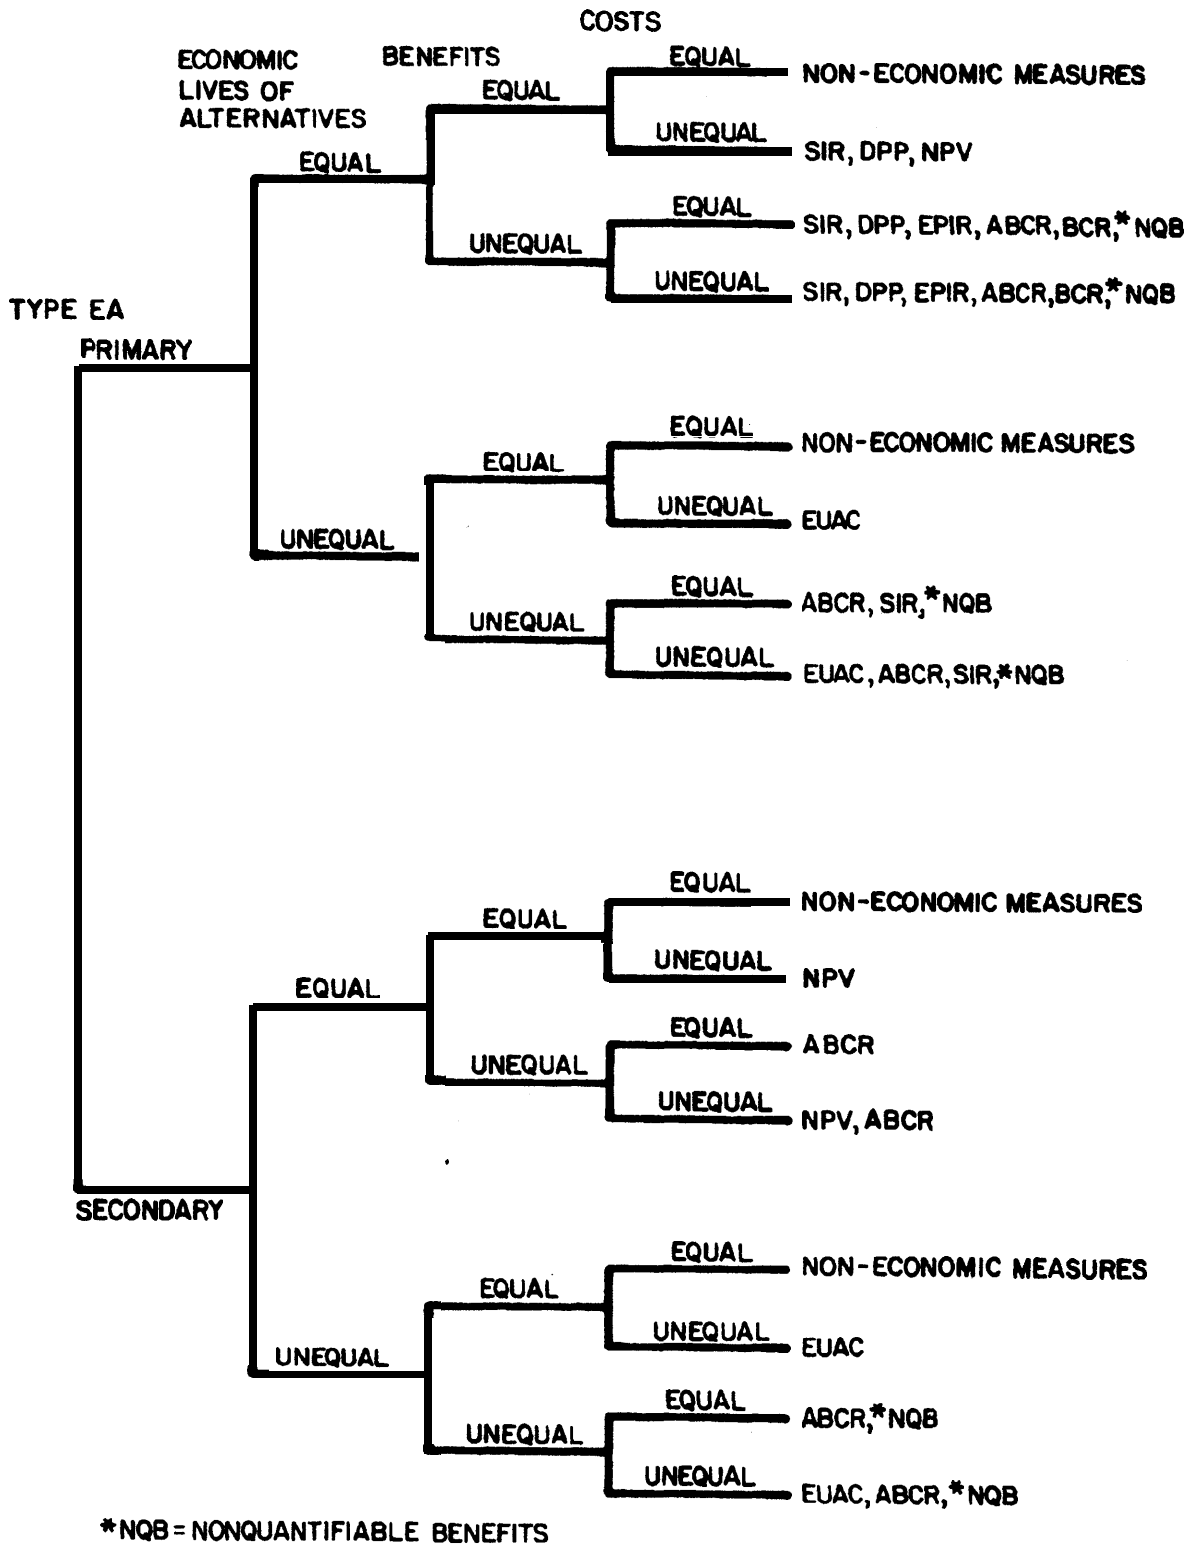 COSTS
ECONOMIC
LIVES OF
ALTERNATIVES
BENEFITS
EQUAL
NON-ECONOMIC MEASURES
EQUAL
UNEQUAL
SIR, DPP, NPV
EQUAL
EQUAL
SIR, DPP, EPIR, ABCR, BCR,*NQB
UNEQUAL
UNEQUAL
SIR, DPP, EPIR, ABCR, BCR,*NQB
TYPE EA
PRIMARY
EQUAL
NON-ECONOMIC MEASURES
EQUAL
UNEQUAL
EUAC
UNEQUAL
EQUAL
ABCR, SIR,*NQB
UNEQUAL
UNEQUAL
EUAC, ABCR, SIR,*NQB
EQUAL
NON-ECONOMIC MEASURES
EQUAL
UNEQUAL
NPV
EQUAL
EQUAL
ABCR
UNEQUAL
UNEQUAL
NPV, ABCR
SECONDARY
EQUAL
NON-ECONOMIC MEASURES
EQUAL
UNEQUAL
EUAC
UNEQUAL
EQUAL
ABCR,*NQB
UNEQUAL
UNEQUAL
EUAC, ABCR,*NQB
*NQB = NONQUANTIFIABLE BENEFITS